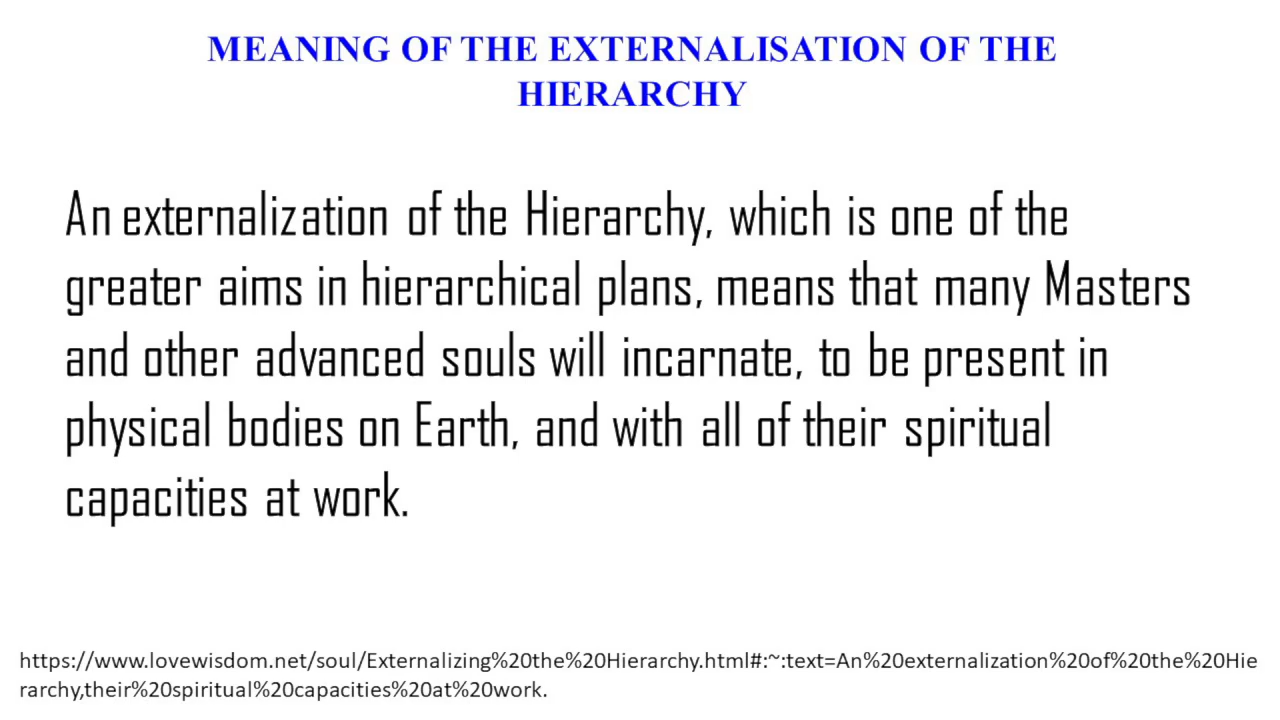 MEANING OF THE EXTERNALISATION OF THE
HIERARCHY
An externalization of the Hierarchy, which is one of the
greater aims in hierarchical plans, means that many Masters
and other advanced souls will incarnate, to be present in
physical bodies on Earth, and with all of their spiritual
capacities at work.
https://www.lovewisdom.net/soul/Externalizing%20the%20Hierarchy.html#:~:text=An%20externalization%20of%20the%20Hie
rarchy,their%20spiritual%20capacities%20at%20work.